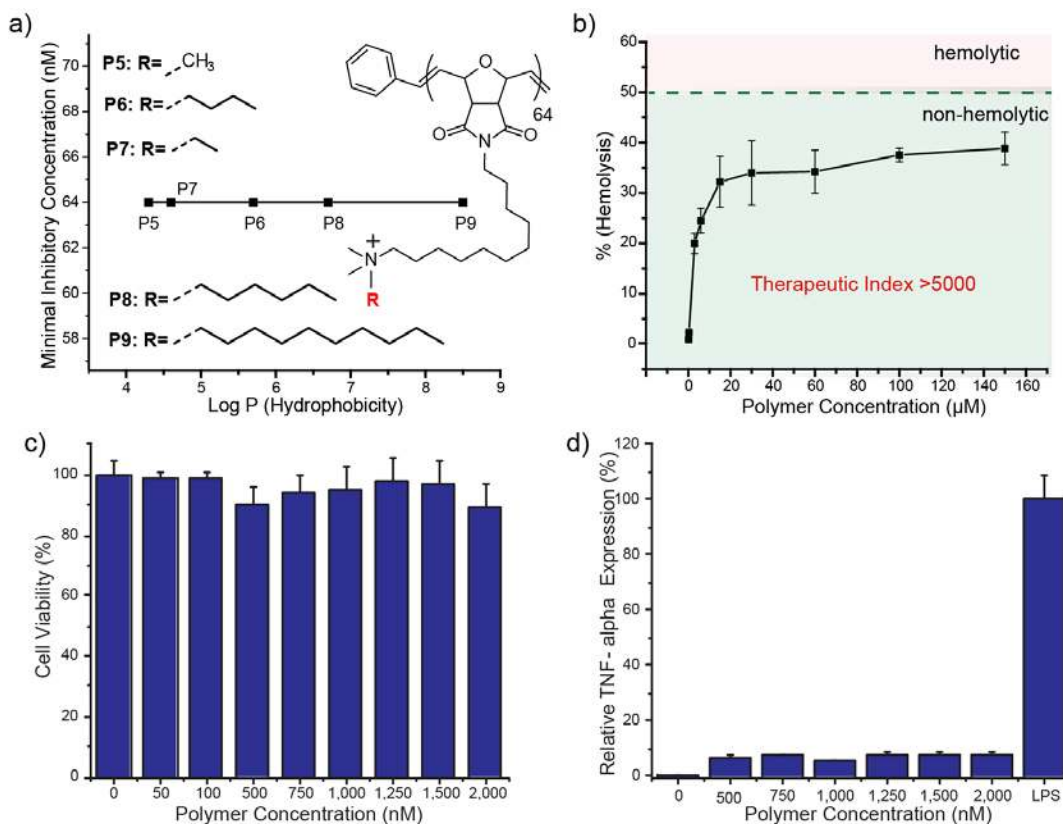 a)
Minimal Inhibitory Concentration (nM)
70
68
66
64
62
60
58
P5: R=
CH3
P6: R=
P7: R=
O
64
O
N
O
P7
P5
P6
P8
P9
+
N
R
P8: R=
P9: R=
4
5
6
7
8
9
Log P (Hydrophobicity)
b)
% (Hemolysis)
60
50
40
30
20
10
0
hemolytic
non-hemolytic
Therapeutic Index >5000
0
20
40
60
80
100
120
140
160
Polymer Concentration (µM)
c)
Cell Viability (%)
100
80
60
40
20
0
0
50
100
500
750
1,000
1,250
1,500
2,000
Polymer Concentration (nM)
d)
Relative TNF- alpha Expression (%)
120
100
80
60
40
20
0
0
500
750
1,000
1,250
1,500
2,000
LPS
Polymer Concentration (nM)